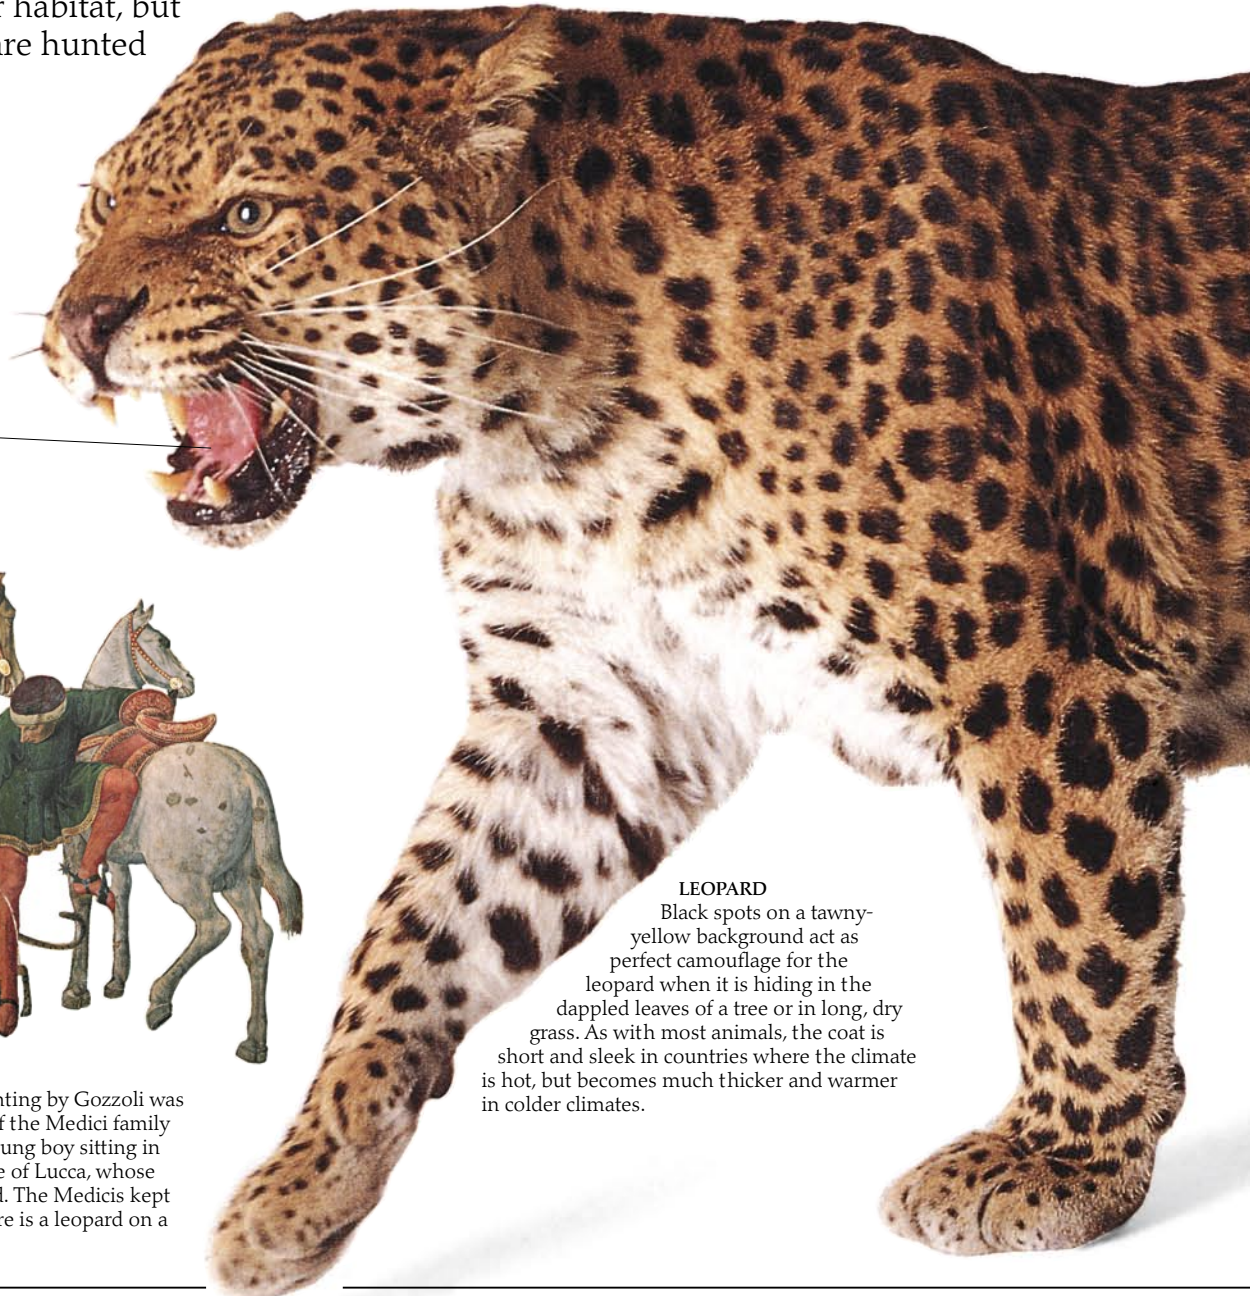 r habitat, but
are hunted
LEOPARD
Black spots on a tawny-
yellow background act as
perfect camouflage for the
leopard when it is hiding in the
dappled leaves of a tree or in long, dry
grass. As with most animals, the coat is
short and sleek in countries where the climate
is hot, but becomes much thicker and warmer
in colder climates.
nting by Gozzoli was
f the Medici family
ung boy sitting in
e of Lucca, whose
d. The Medicis kept
re is a leopard on a